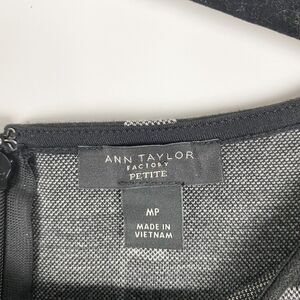 ANN TAYLOR
FACTORY
PETITE
MP
MADE IN
VIETNAM